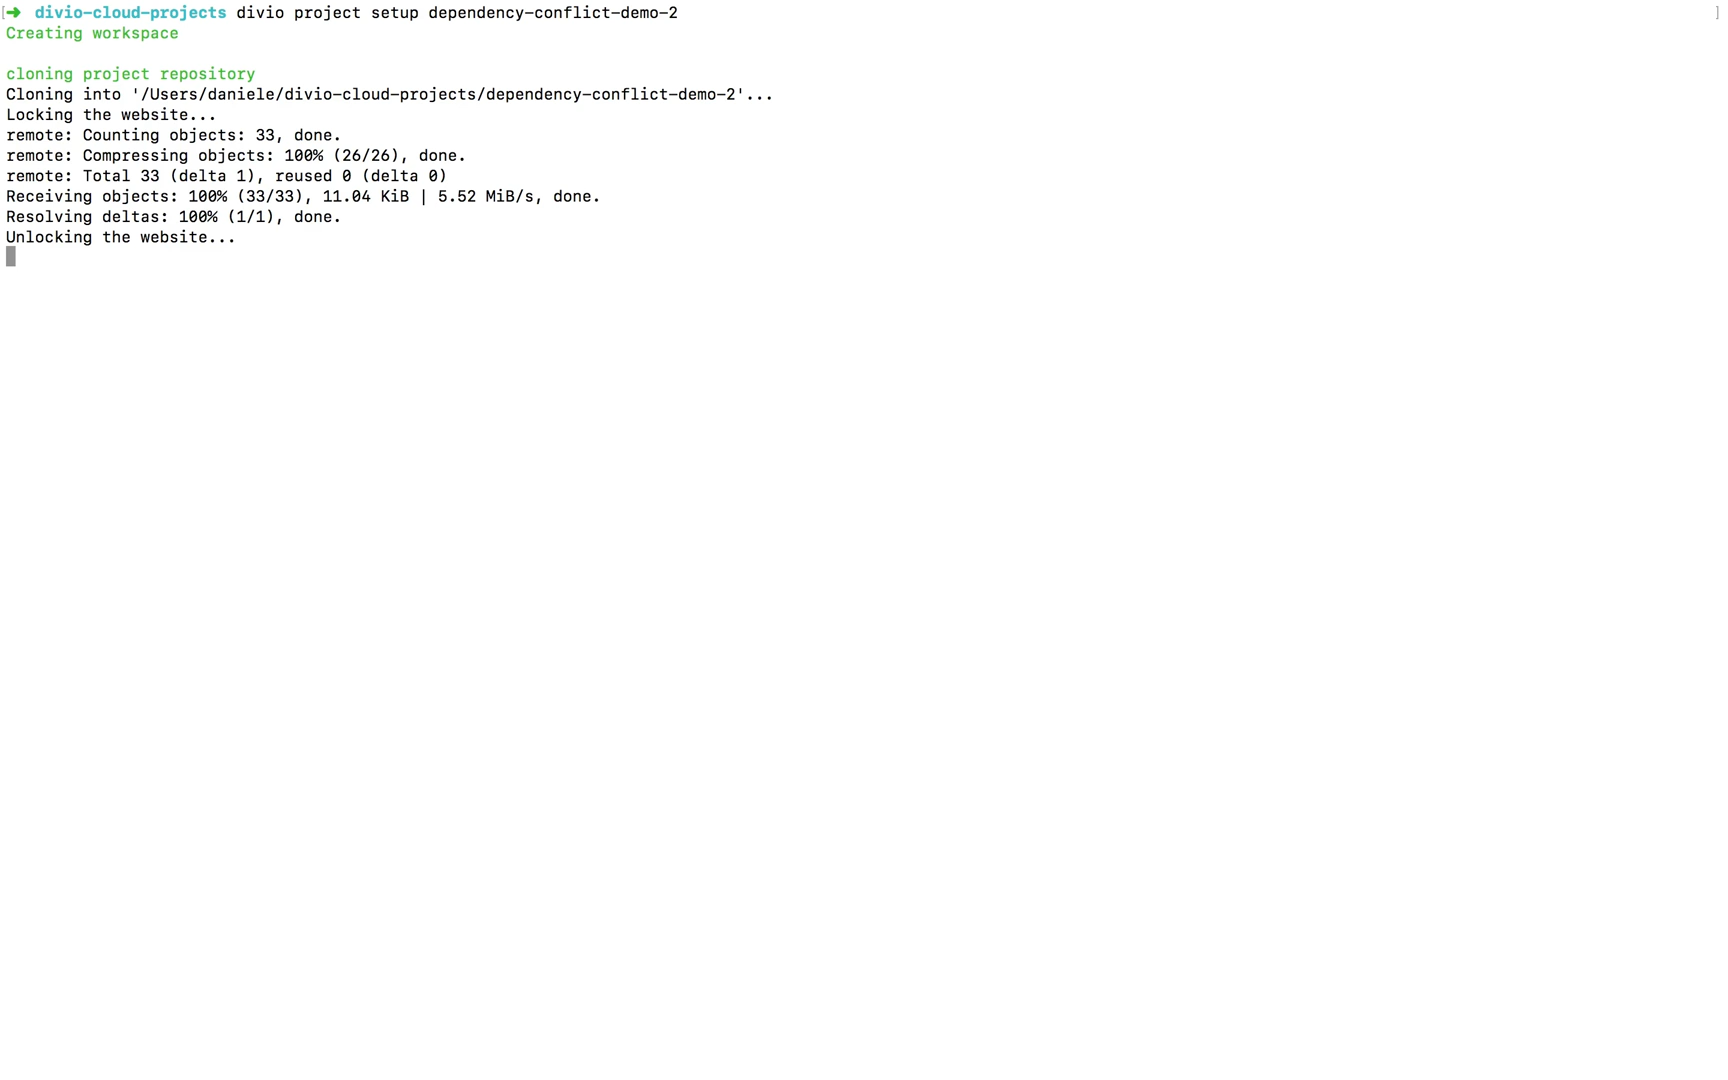 [➜ divio-cloud-projects divio project setup dependency-conflict-demo-2 ]
Creating workspace
cloning project repository
Cloning into '/Users/daniele/divio-cloud-projects/dependency-conflict-demo-2'...
Locking the website...
remote: Counting objects: 33, done.
remote: Compressing objects: 100% (26/26), done.
remote: Total 33 (delta 1), reused 0 (delta 0)
Receiving objects: 100% (33/33), 11.04 KiB | 5.52 MiB/s, done.
Resolving deltas: 100% (1/1), done.
Unlocking the website...